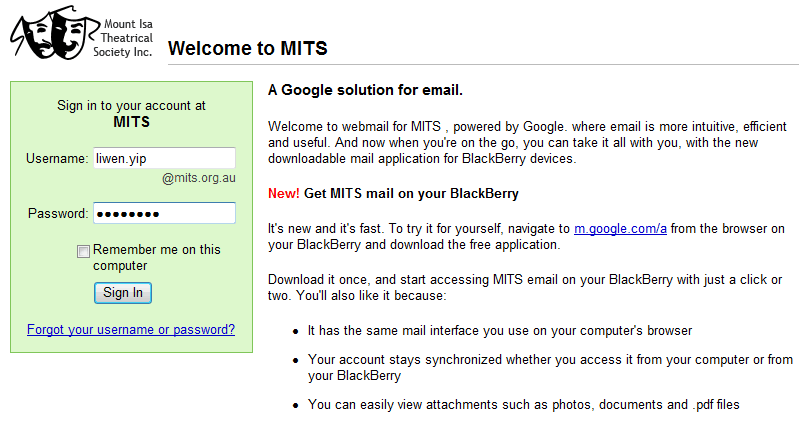 Mount Isa
Theatrical
Society Inc.
Welcome to MITS
Sign in to your account at
MITS
Username: liwen.yip
@mits.org.au
Password: ●●●●●●●●
Remember me on this
computer
Sign In
Forgot your username or password?
A Google solution for email.
Welcome to webmail for MITS , powered by Google. where email is more intuitive, efficient
and useful. And now when you're on the go, you can take it all with you, with the new
downloadable mail application for BlackBerry devices.
New! Get MITS mail on your BlackBerry
It's new and it's fast. To try it for yourself, navigate to m.google.com/a from the browser on
your BlackBerry and download the free application.
Download it once, and start accessing MITS email on your BlackBerry with just a click or
two. You'll also like it because:
• It has the same mail interface you use on your computer's browser
• Your account stays synchronized whether you access it from your computer or from
your BlackBerry
• You can easily view attachments such as photos, documents and .pdf files